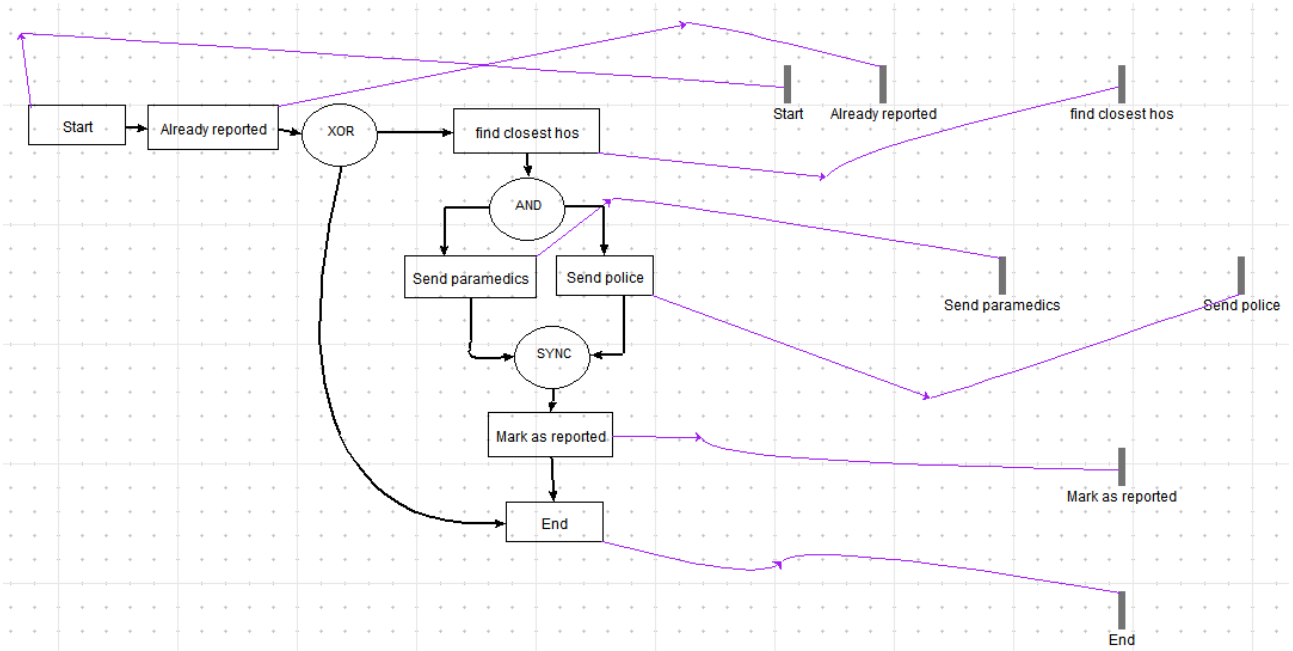 Start
Already reported
XOR
find closest hos
Start
Already reported
find closest hos
AND
Send paramedics
Send police
Send paramedics
Send police
SYNC
Mark as reported
Mark as reported
End
End